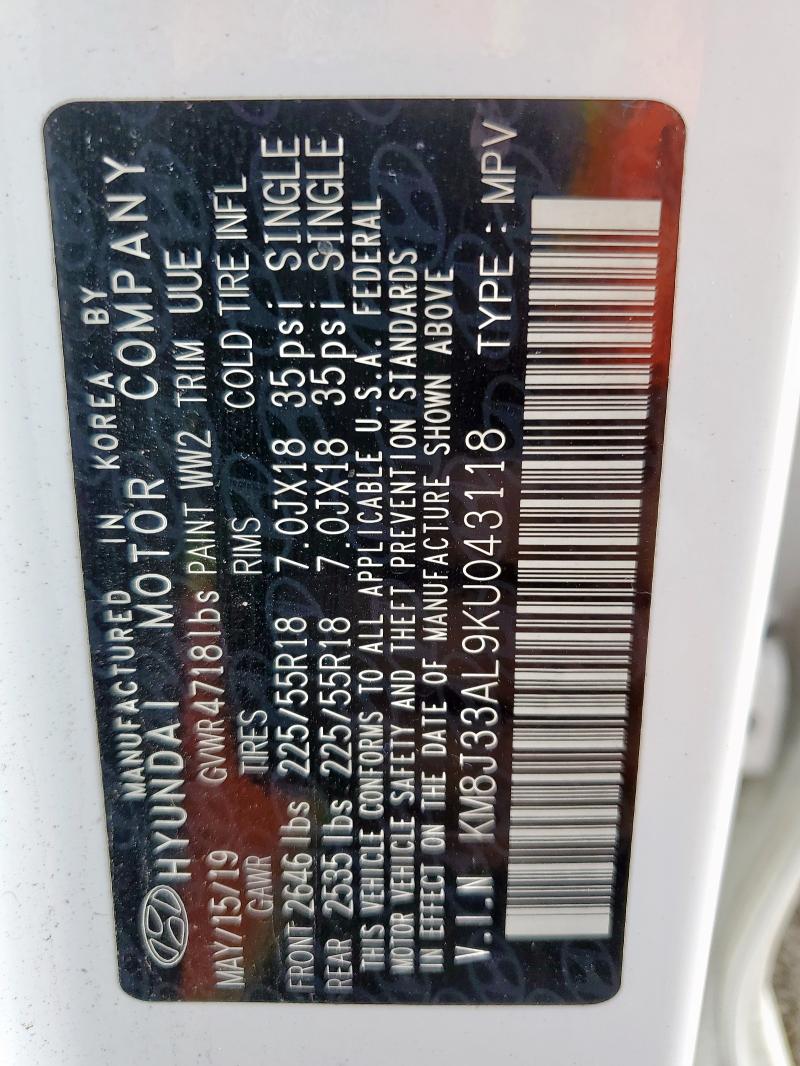 MANUFACTURED IN KOREA BY
HYUNDAI MOTOR COMPANY
MAY/15/19 GVWR 4718lbs PAINT WW2 TRIM UUE
GAWR TIRES RIMS COLD TIRE INFL
FRONT 2646 lbs 225/55R18 7.0JX18 35psi SINGLE
REAR 2535 lbs 225/55R18 7.0JX18 35psi SINGLE
THIS VEHICLE CONFORMS TO ALL APPLICABLE U.S.A. FEDERAL
MOTOR VEHICLE SAFETY AND THEFT PREVENTION STANDARDS
IN EFFECT ON THE DATE OF MANUFACTURE SHOWN ABOVE
V.I.N KM8J33AL9KU043118 TYPE : MPV